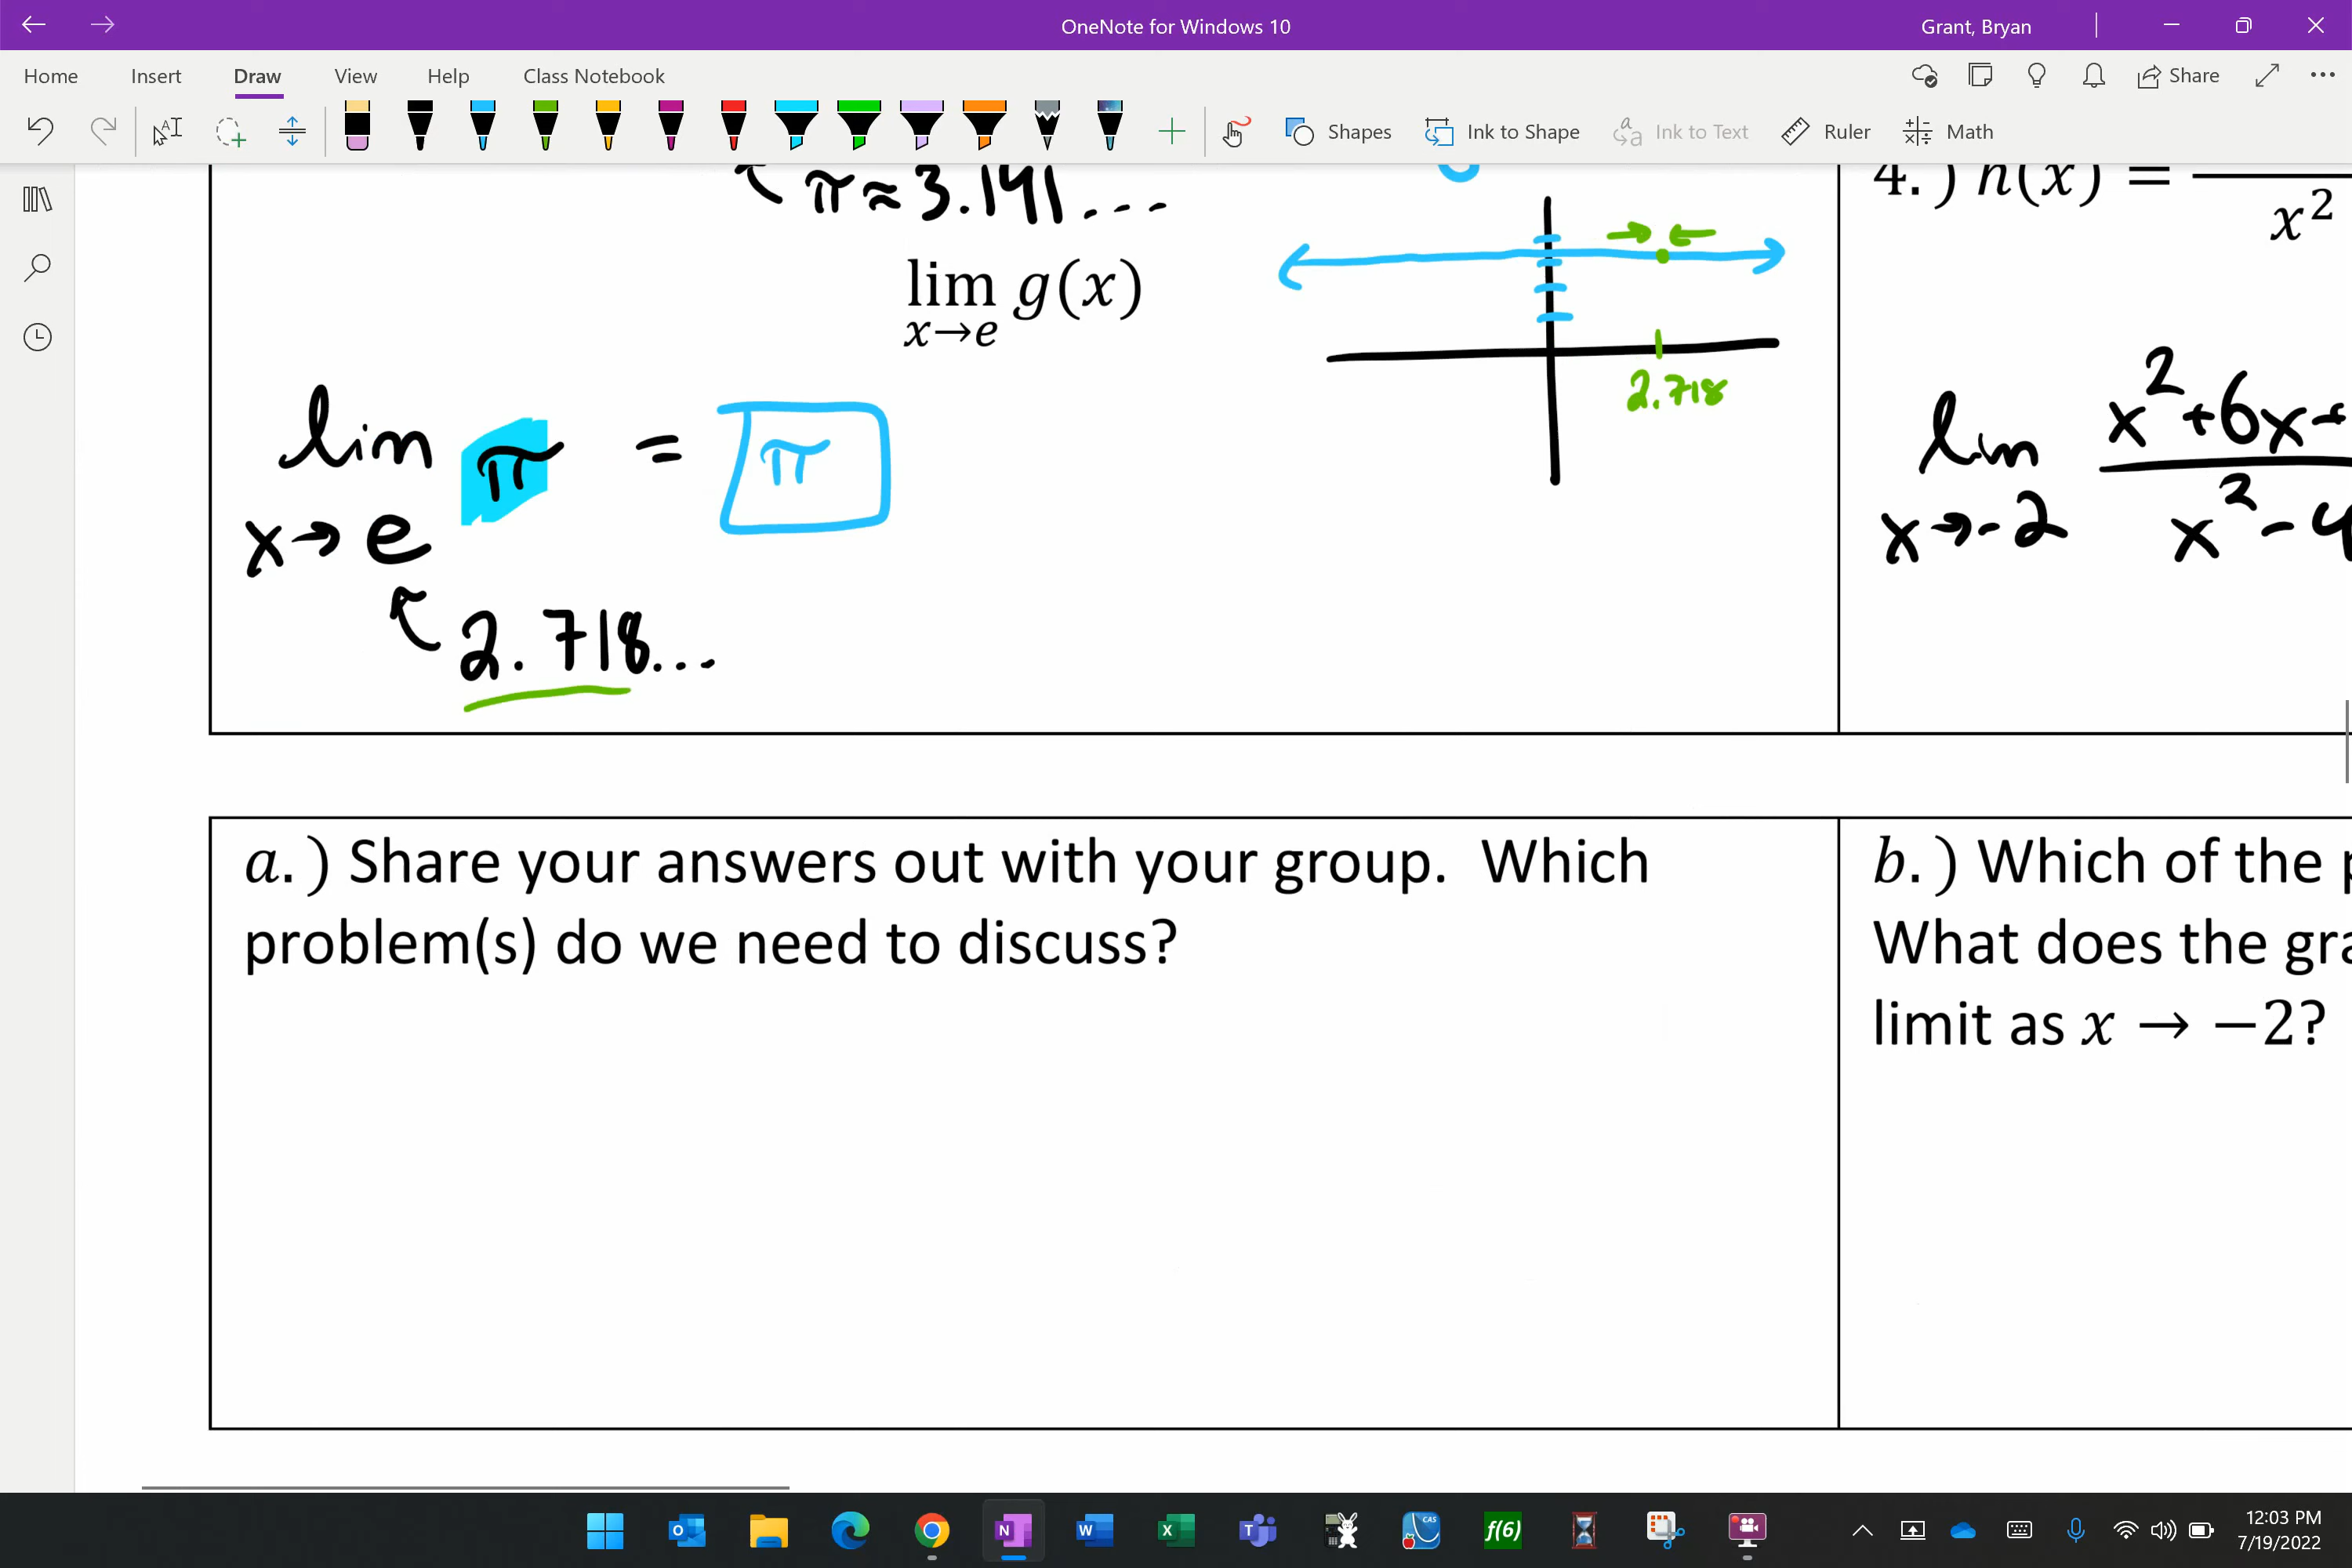 OneNote for Windows 10
Grant, Bryan
Home Insert Draw View Help Class Notebook
Share
Shapes Ink to Shape Ink to Text Ruler Math
π≈3.141...
lim g(x)
x→e
2.718
lim π = π
x→e
2.718...
4.) h(x) =
x²
lim x²+6x+
x→-2 x²-4
a.) Share your answers out with your group. Which
problem(s) do we need to discuss?
b.) Which of the p
What does the gra
limit as x → −2?
CAS
f(6)
12:03 PM
7/19/2022